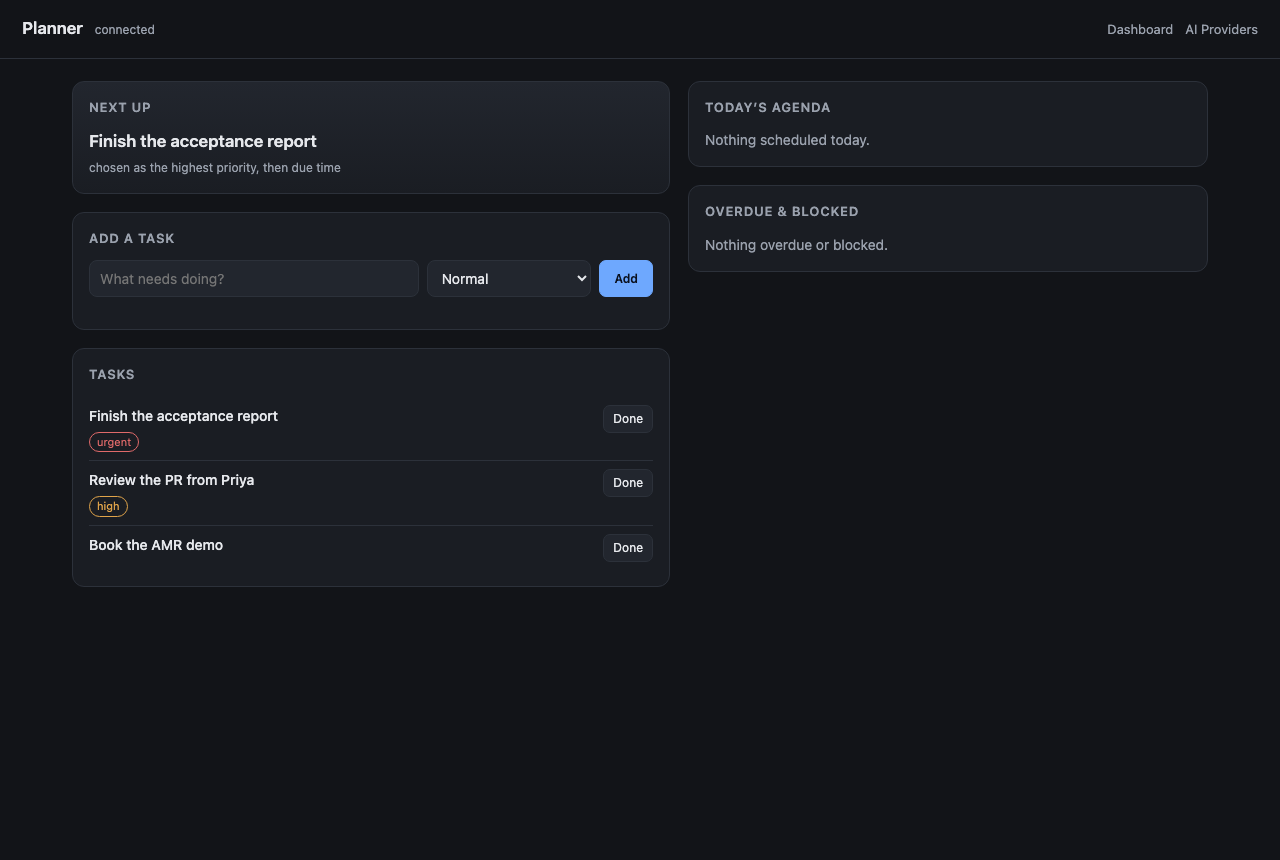 Planner connected
Dashboard AI Providers
NEXT UP
Finish the acceptance report
chosen as the highest priority, then due time
ADD A TASK
What needs doing? Normal Add
TASKS
Finish the acceptance report Done
urgent
Review the PR from Priya Done
high
Book the AMR demo Done
TODAY’S AGENDA
Nothing scheduled today.
OVERDUE & BLOCKED
Nothing overdue or blocked.